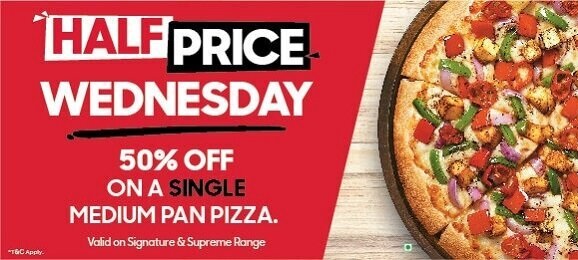 HALF PRICE
WEDNESDAY
50% OFF
ON A SINGLE
MEDIUM PAN PIZZA.
Valid on Signature & Supreme Range
*T&C Apply.